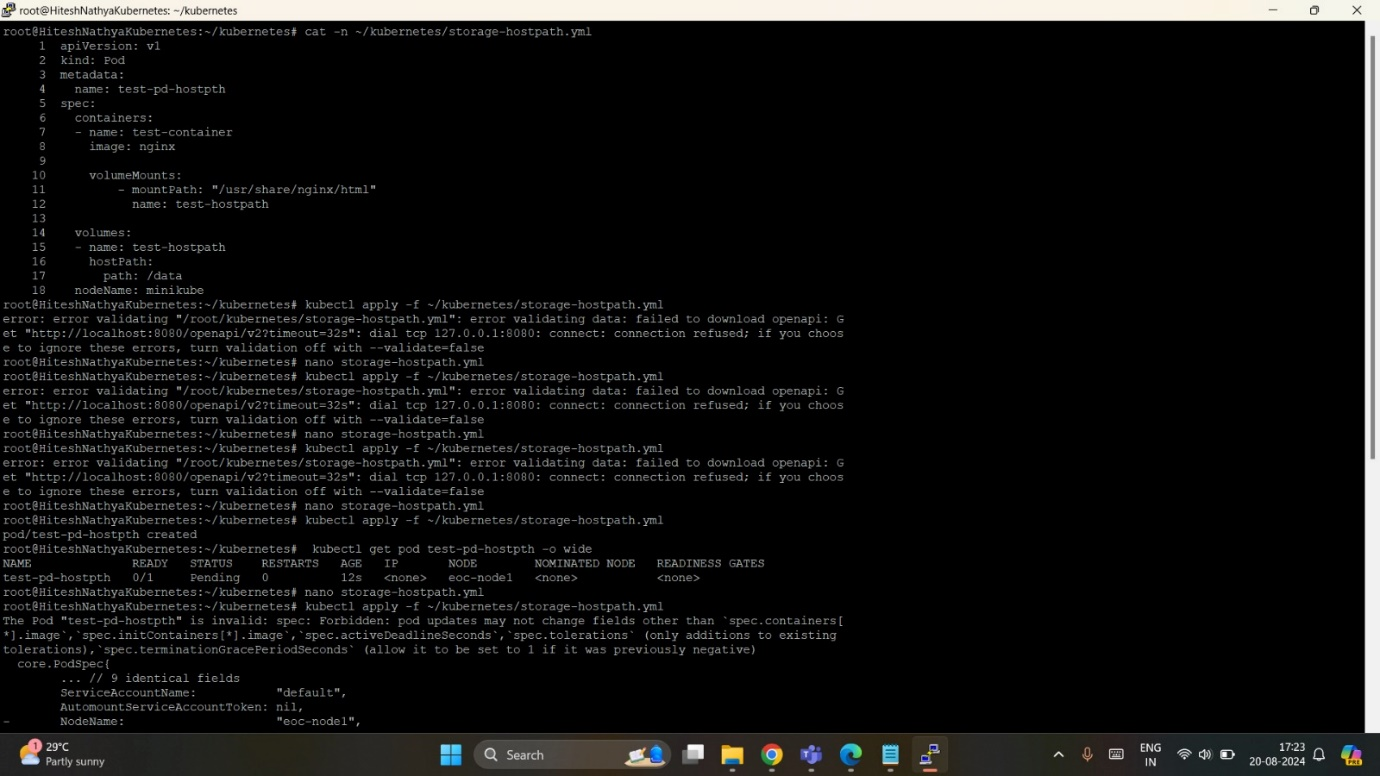 root@HiteshNathyaKubernetes: ~/kubernetes
root@HiteshNathyaKubernetes:~/kubernetes# cat -n ~/kubernetes/storage-hostpath.yml
     1  apiVersion: v1
     2  kind: Pod
     3  metadata:
     4    name: test-pd-hostpth
     5  spec:
     6    containers:
     7    - name: test-container
     8      image: nginx
     9
    10      volumeMounts:
    11          - mountPath: "/usr/share/nginx/html"
    12            name: test-hostpath
    13
    14    volumes:
    15    - name: test-hostpath
    16      hostPath:
    17        path: /data
    18    nodeName: minikube
root@HiteshNathyaKubernetes:~/kubernetes# kubectl apply -f ~/kubernetes/storage-hostpath.yml
error: error validating "/root/kubernetes/storage-hostpath.yml": error validating data: failed to download openapi: G
et "http://localhost:8080/openapi/v2?timeout=32s": dial tcp 127.0.0.1:8080: connect: connection refused; if you choos
e to ignore these errors, turn validation off with --validate=false
root@HiteshNathyaKubernetes:~/kubernetes# nano storage-hostpath.yml
root@HiteshNathyaKubernetes:~/kubernetes# kubectl apply -f ~/kubernetes/storage-hostpath.yml
error: error validating "/root/kubernetes/storage-hostpath.yml": error validating data: failed to download openapi: G
et "http://localhost:8080/openapi/v2?timeout=32s": dial tcp 127.0.0.1:8080: connect: connection refused; if you choos
e to ignore these errors, turn validation off with --validate=false
root@HiteshNathyaKubernetes:~/kubernetes# nano storage-hostpath.yml
root@HiteshNathyaKubernetes:~/kubernetes# kubectl apply -f ~/kubernetes/storage-hostpath.yml
error: error validating "/root/kubernetes/storage-hostpath.yml": error validating data: failed to download openapi: G
et "http://localhost:8080/openapi/v2?timeout=32s": dial tcp 127.0.0.1:8080: connect: connection refused; if you choos
e to ignore these errors, turn validation off with --validate=false
root@HiteshNathyaKubernetes:~/kubernetes# nano storage-hostpath.yml
root@HiteshNathyaKubernetes:~/kubernetes# kubectl apply -f ~/kubernetes/storage-hostpath.yml
pod/test-pd-hostpth created
root@HiteshNathyaKubernetes:~/kubernetes#  kubectl get pod test-pd-hostpth -o wide
NAME              READY   STATUS    RESTARTS   AGE   IP       NODE        NOMINATED NODE   READINESS GATES
test-pd-hostpth   0/1     Pending   0          12s   <none>   eoc-node1   <none>           <none>
root@HiteshNathyaKubernetes:~/kubernetes# nano storage-hostpath.yml
root@HiteshNathyaKubernetes:~/kubernetes# kubectl apply -f ~/kubernetes/storage-hostpath.yml
The Pod "test-pd-hostpth" is invalid: spec: Forbidden: pod updates may not change fields other than `spec.containers[
*].image`,`spec.initContainers[*].image`,`spec.activeDeadlineSeconds`,`spec.tolerations` (only additions to existing
tolerations),`spec.terminationGracePeriodSeconds` (allow it to be set to 1 if it was previously negative)
  core.PodSpec{
        ... // 9 identical fields
        ServiceAccountName:           "default",
        AutomountServiceAccountToken: nil,
-       NodeName:                     "eoc-node1",
1
29°C
Partly sunny
Search
ENG
IN
17:23
20-08-2024
PRE